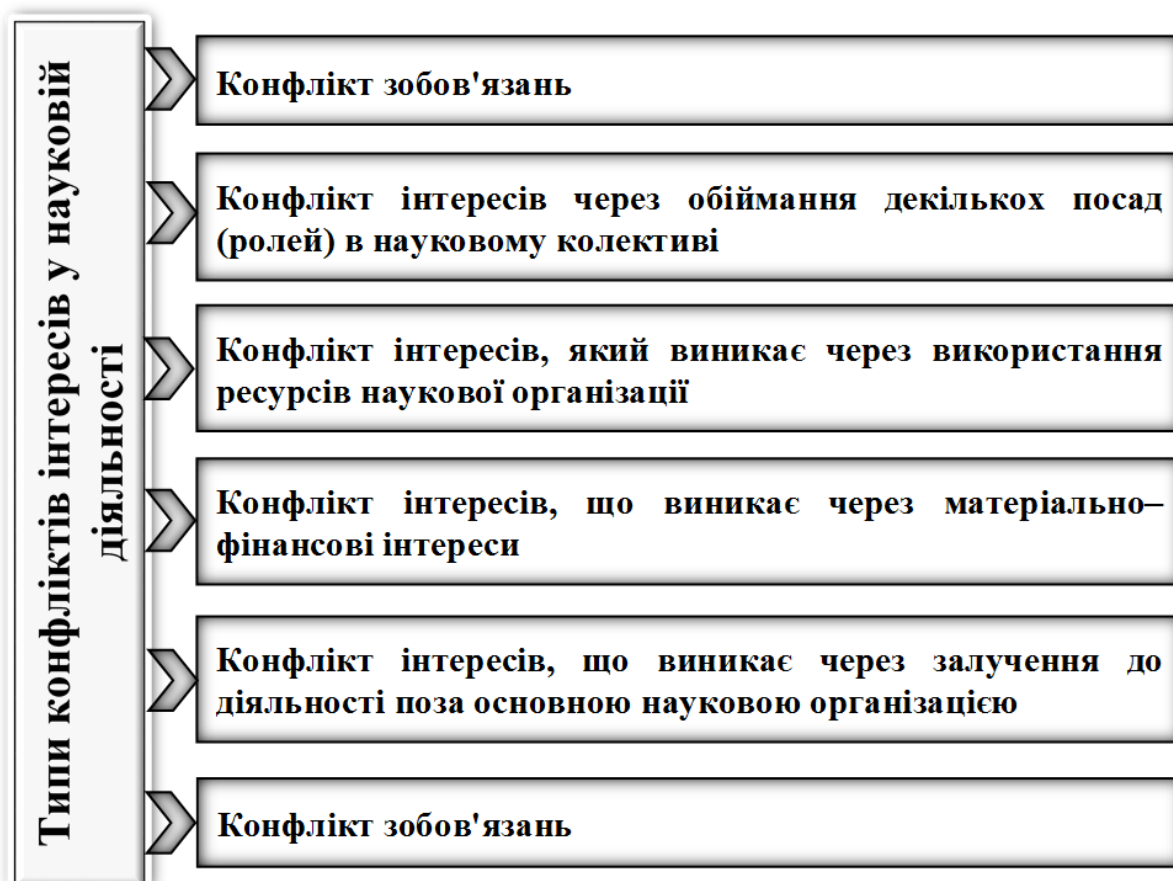 Типи конфліктів інтересів у науковій
діяльності
Конфлікт зобов'язань
Конфлікт інтересів через обіймання декількох посад
(ролей) в науковому колективі
Конфлікт інтересів, який виникає через використання
ресурсів наукової організації
Конфлікт інтересів, що виникає через матеріально–
фінансові інтереси
Конфлікт інтересів, що виникає через залучення до
діяльності поза основною науковою організацією
Конфлікт зобов'язань